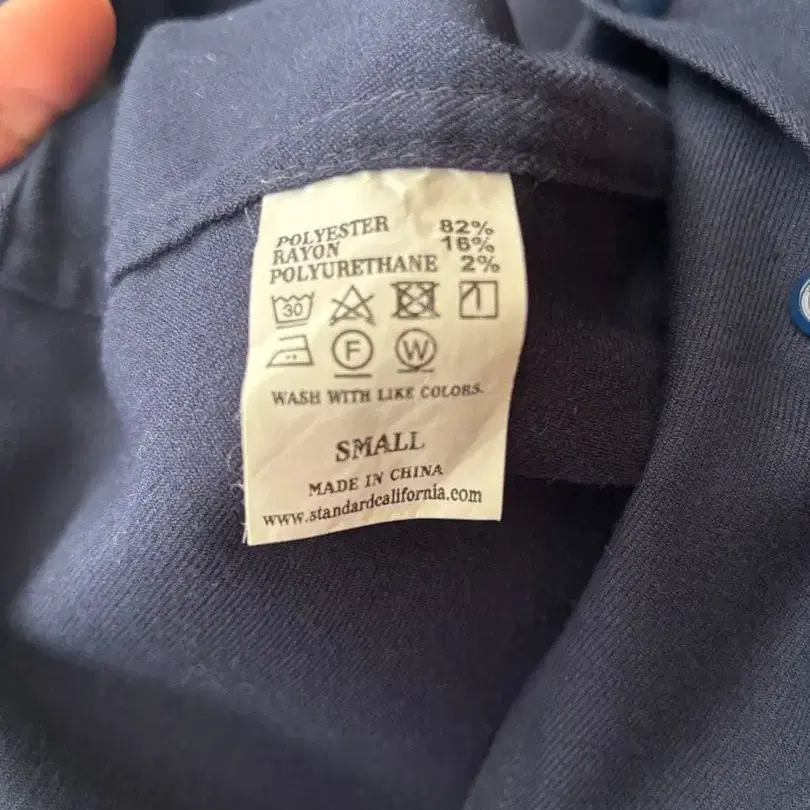 POLYESTER 82%
RAYON 16%
POLYURETHANE 2%
30
F W
WASH WITH LIKE COLORS.
SMALL
MADE IN CHINA
www.standardcalifornia.com